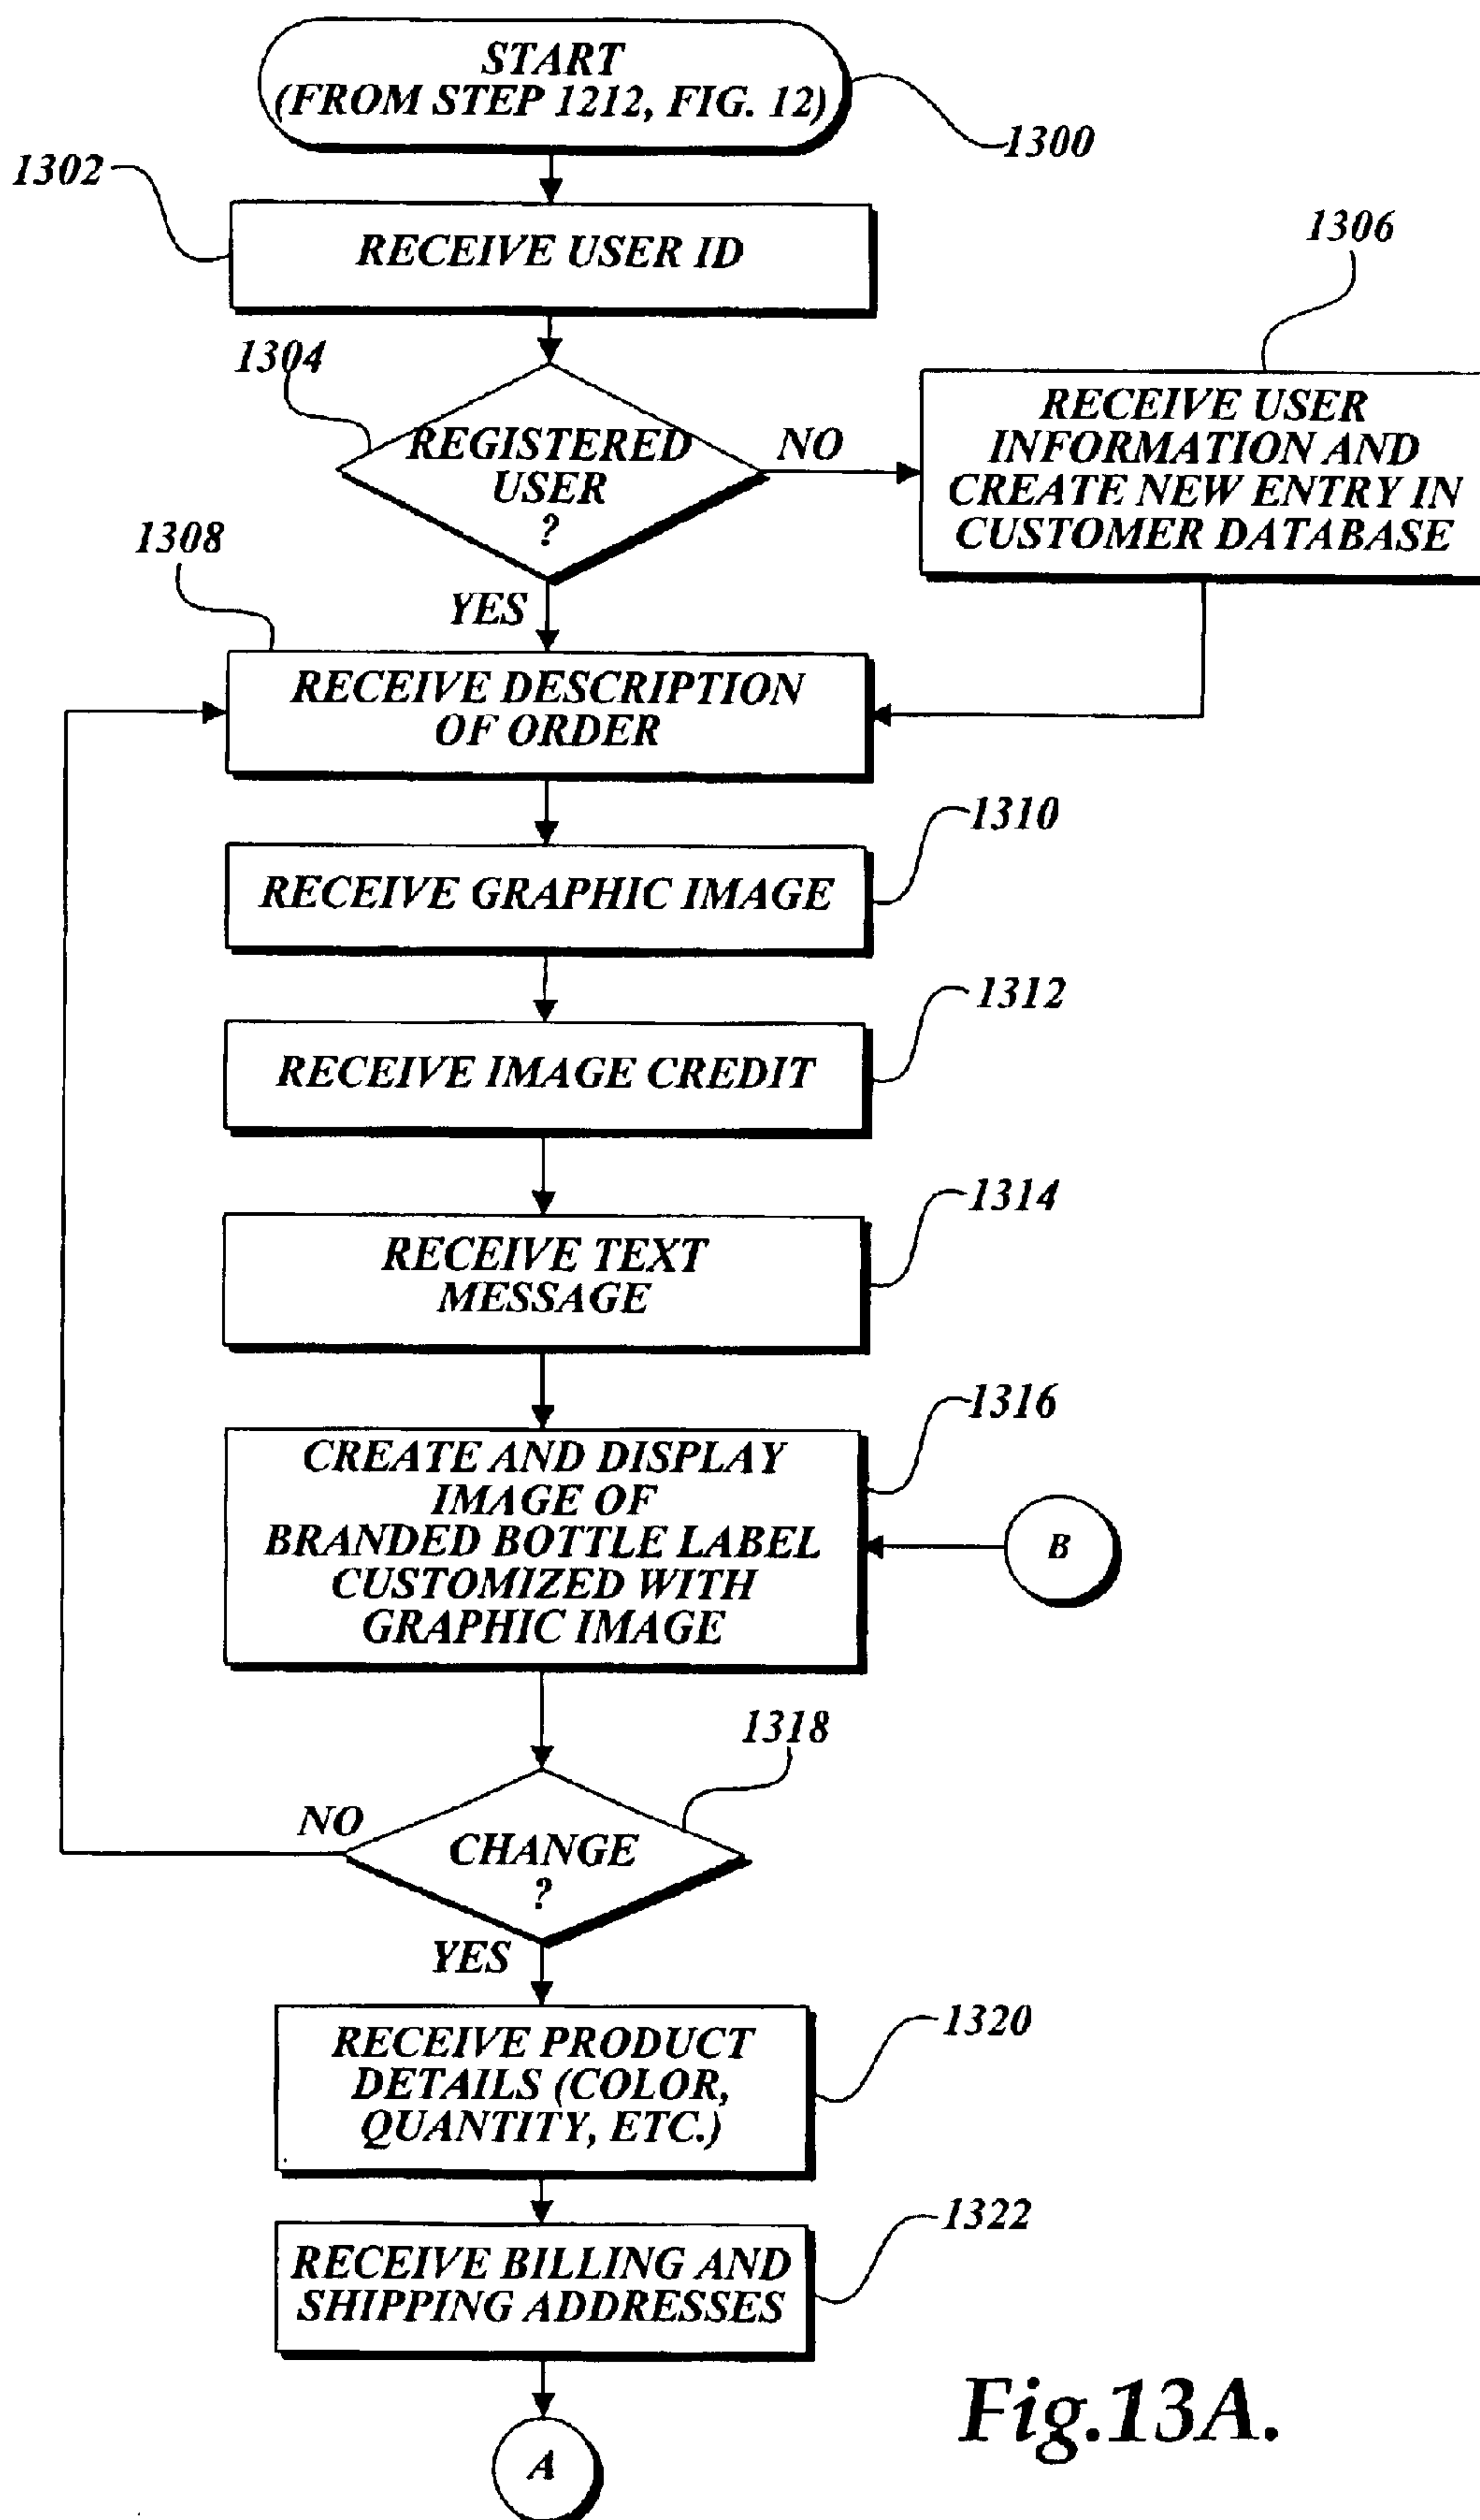 START
(FROM STEP 1212, FIG. 12)
1300
1302
RECEIVE USER ID
1306
1304
REGISTERED
USER
?
NO
RECEIVE USER
INFORMATION AND
CREATE NEW ENTRY IN
CUSTOMER DATABASE
1308
YES
RECEIVE DESCRIPTION
OF ORDER
1310
RECEIVE GRAPHIC IMAGE
1312
RECEIVE IMAGE CREDIT
1314
RECEIVE TEXT
MESSAGE
1316
CREATE AND DISPLAY
IMAGE OF
BRANDED BOTTLE LABEL
CUSTOMIZED WITH
GRAPHIC IMAGE
B
1318
NO
CHANGE
?
YES
1320
RECEIVE PRODUCT
DETAILS (COLOR,
QUANTITY, ETC.)
1322
RECEIVE BILLING AND
SHIPPING ADDRESSES
A
Fig.13A.